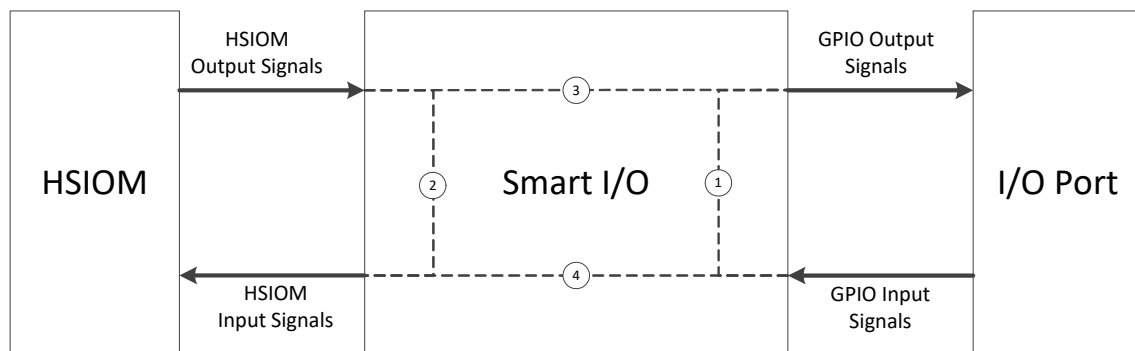 HSIOM
Output Signals
GPIO Output
Signals
3
HSIOM
2
Smart I/O
1
I/O Port
4
HSIOM
Input Signals
GPIO Input
Signals